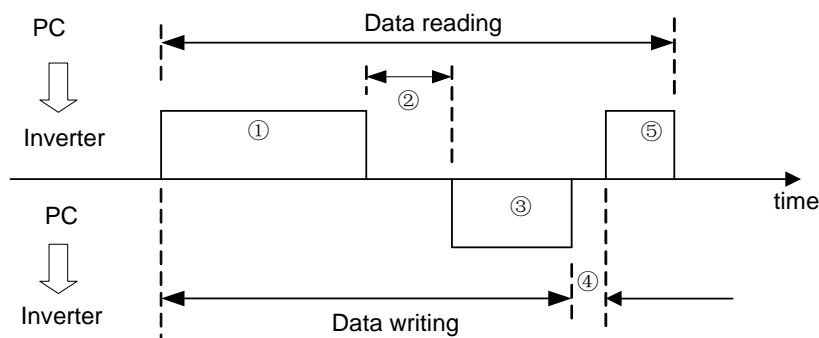 PC
Data reading
②
①
⑤
Inverter
time
PC
③
④
Inverter
Data writing